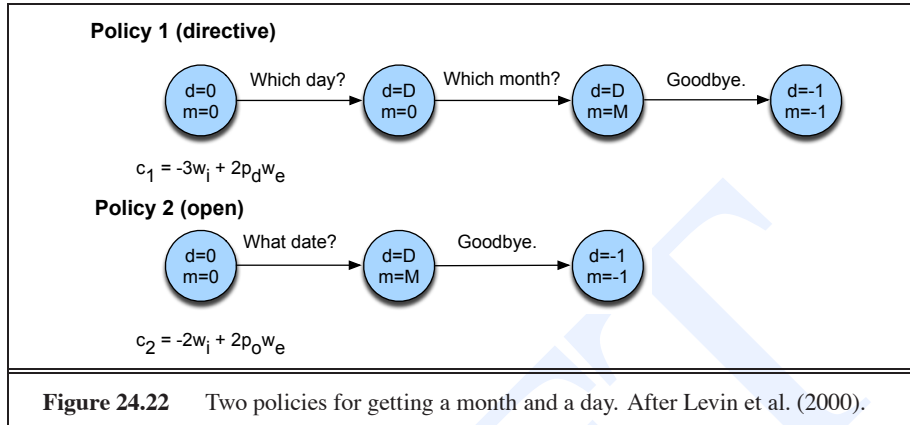 Policy 1 (directive)
Which day? Which month? Goodbye.
d=0 d=D d=D d=-1
m=0 m=0 m=M m=-1
c1 = -3wi + 2pdwe
Policy 2 (open)
What date? Goodbye.
d=0 d=D d=-1
m=0 m=M m=-1
c2 = -2wi + 2powe
Figure 24.22 Two policies for getting a month and a day. After Levin et al. (2000).